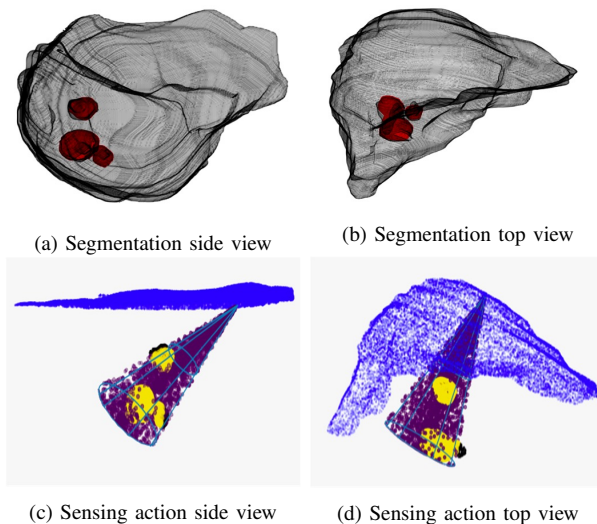 (a) Segmentation side view
(b) Segmentation top view
(c) Sensing action side view
(d) Sensing action top view